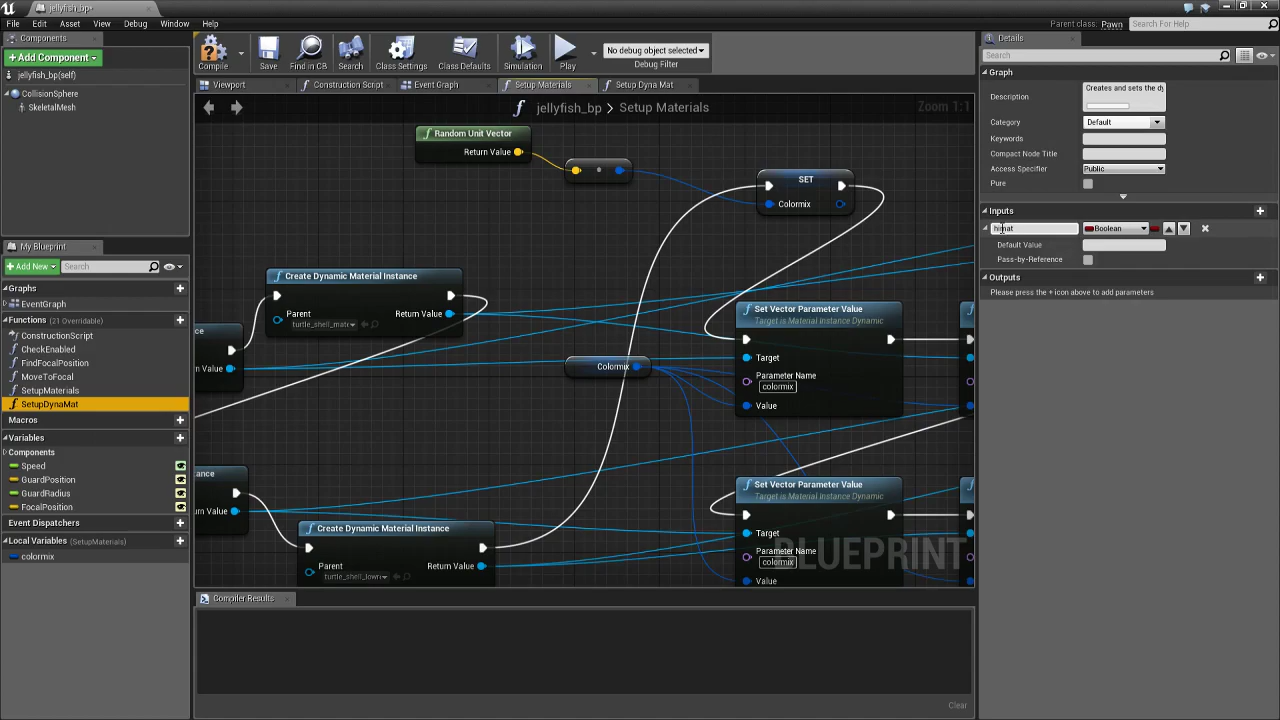 jellyfish_bp*
File Edit Asset View Debug Window Help
Parent class: Pawn
Search For Help
Components
Add Component
jellyfish_bp(self)
CollisionSphere
SkeletalMesh
My Blueprint
Add New
Search
Graphs
EventGraph
Functions (21 Overridable)
ConstructionScript
CheckEnabled
FindFocalPosition
MoveToFocal
SetupMaterials
SetupDynaMat
Macros
Variables
Components
Speed
GuardPosition
GuardRadius
FocalPosition
Event Dispatchers
Local Variables (SetupMaterials)
colormix
Compile
Save
Find in CB
Search
Class Settings
Class Defaults
Simulation
Play
No debug object selected
Debug Filter
Viewport
Construction Script
Event Graph
Setup Materials
Setup Dyna Mat
jellyfish_bp > Setup Materials
Zoom 1:1
Random Unit Vector
Return Value
SET
Colormix
Create Dynamic Material Instance
Parent
turtle_shell_mat
Return Value
Colormix
Set Vector Parameter Value
Target is Material Instance Dynamic
Target
Parameter Name
colormix
Value
Create Dynamic Material Instance
Parent
turtle_shell_lown
Return Value
Set Vector Parameter Value
Target is Material Instance Dynamic
Target
Parameter Name
colormix
Value
BLUEPRINT
Compiler Results
Clear
Details
Search
Graph
Description
Creates and sets the dy
Category
Default
Keywords
Compact Node Title
Access Specifier
Public
Pure
Inputs
himat
Boolean
Default Value
Pass-by-Reference
Outputs
Please press the + icon above to add parameters